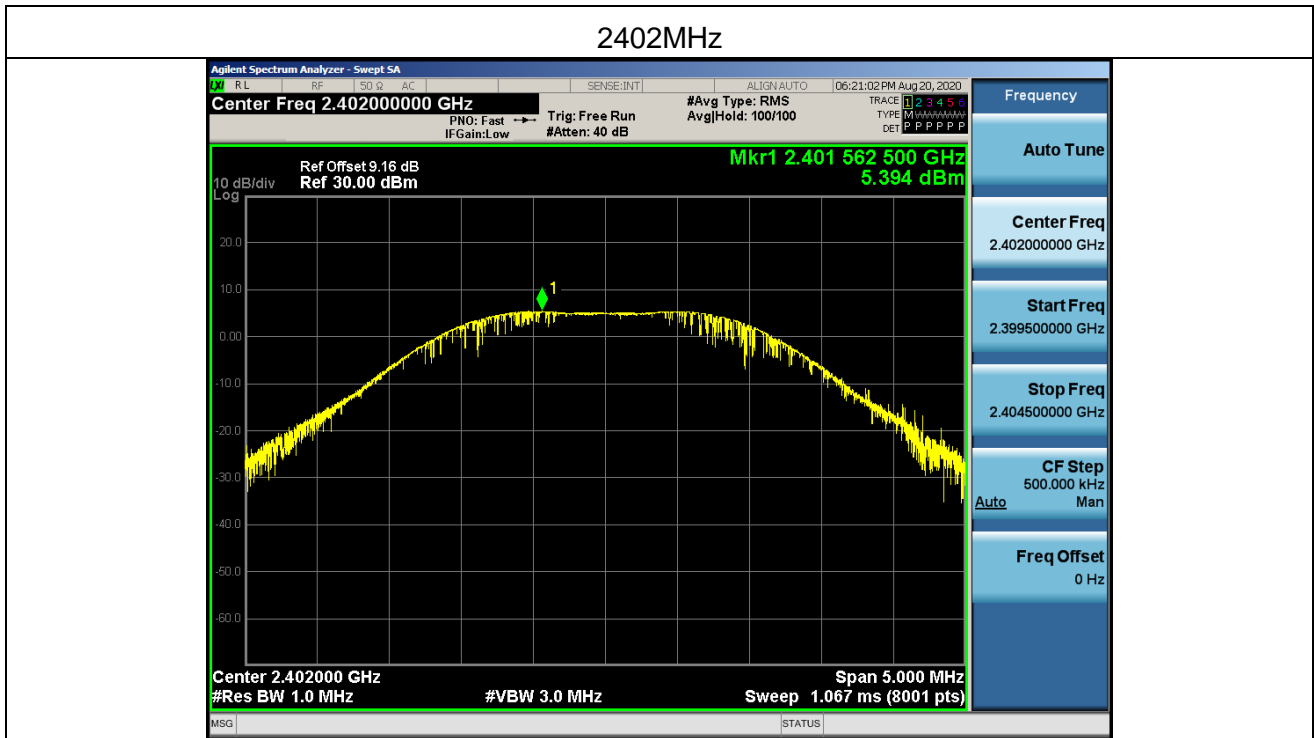 2402MHz
Agilent Spectrum Analyzer - Swept SA
LXI RL RF 50 Ω AC SENSE:INT ALIGN AUTO 06:21:02 PM Aug 20, 2020
Center Freq 2.402000000 GHz
PNO: Fast
IFGain:Low
Trig: Free Run
#Atten: 40 dB
#Avg Type: RMS
Avg|Hold: 100/100
TRACE 1 2 3 4 5 6
TYPE M
DET P P P P P P
Mkr1 2.401 562 500 GHz
5.394 dBm
Ref Offset 9.16 dB
10 dB/div Ref 30.00 dBm
Log
20.0
10.0
1
0.00
-10.0
-20.0
-30.0
-40.0
-50.0
-60.0
Center 2.402000 GHz Span 5.000 MHz
#Res BW 1.0 MHz #VBW 3.0 MHz Sweep 1.067 ms (8001 pts)
MSG STATUS
Frequency
Auto Tune
Center Freq
2.402000000 GHz
Start Freq
2.399500000 GHz
Stop Freq
2.404500000 GHz
CF Step
500.000 kHz
Auto Man
Freq Offset
0 Hz